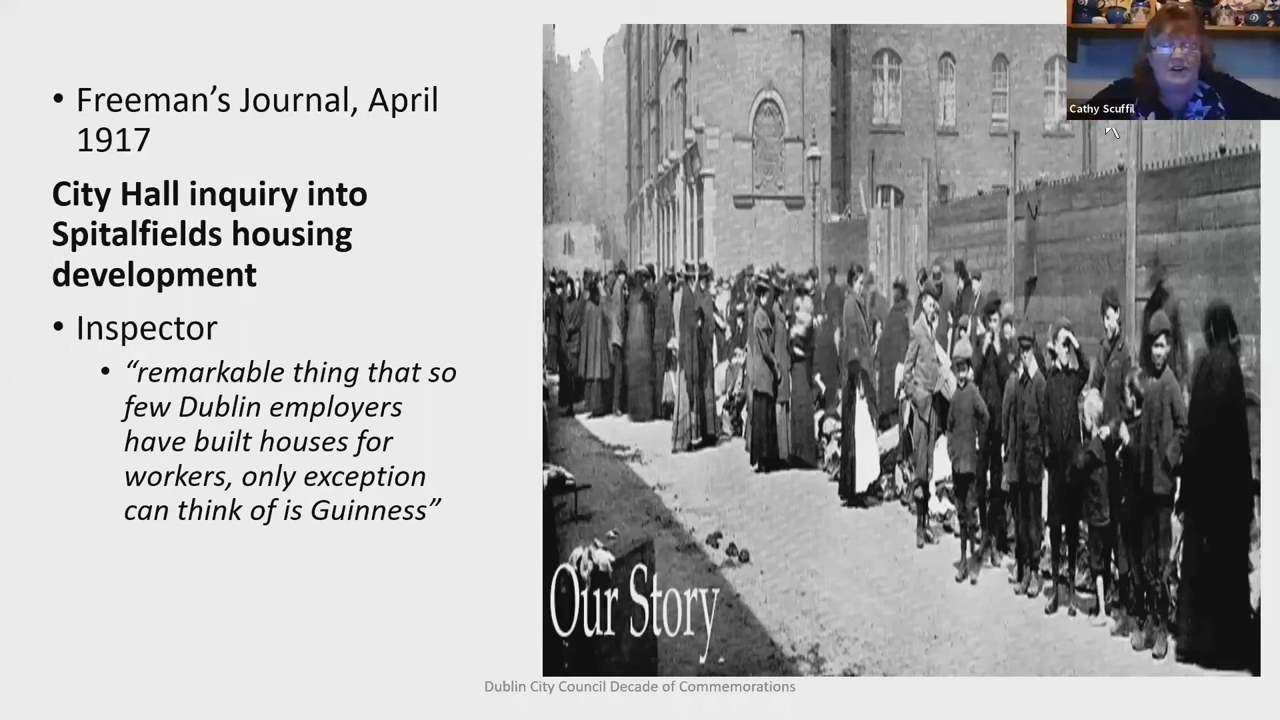 • Freeman’s Journal, April
1917
City Hall inquiry into
Spitalfields housing
development
• Inspector
• “remarkable thing that so
few Dublin employers
have built houses for
workers, only exception
can think of is Guinness”
Cathy Scuffil
Our Story
Dublin City Council Decade of Commemorations